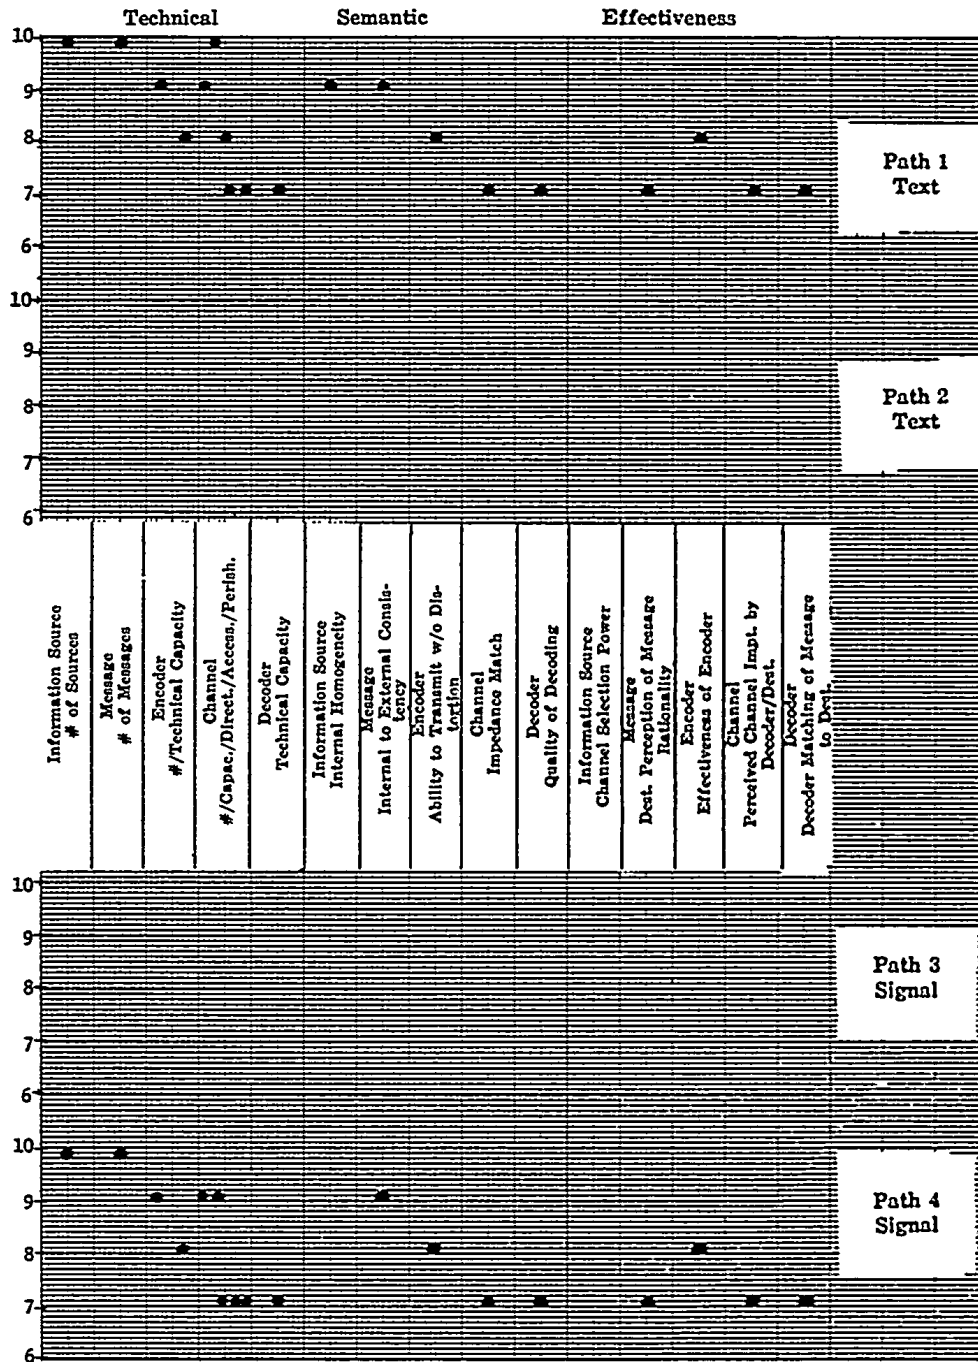 Technical Semantic Effectiveness
10
9
8
7
6
Path 1
Text
10
9
8
7
6
Path 2
Text
Information Source
# of Sources
Message
# of Messages
Encoder
#/Technical Capacity
Channel
#/Capac./Direct./Access./Perish.
Decoder
Technical Capacity
Information Source
Internal Homogeneity
Message
Internal to External Consis-
tency
Encoder
Ability to Transmit w/o Dis-
tortion
Channel
Impedance Match
Decoder
Quality of Decoding
Information Source
Channel Selection Power
Message
Dest. Perception of Message
Rationality
Encoder
Effectiveness of Encoder
Channel
Perceived Channel Impt. by
Decoder/Dest.
Decoder
Decoder Matching of Message
to Dest.
10
9
8
7
6
Path 3
Signal
10
9
8
7
6
Path 4
Signal